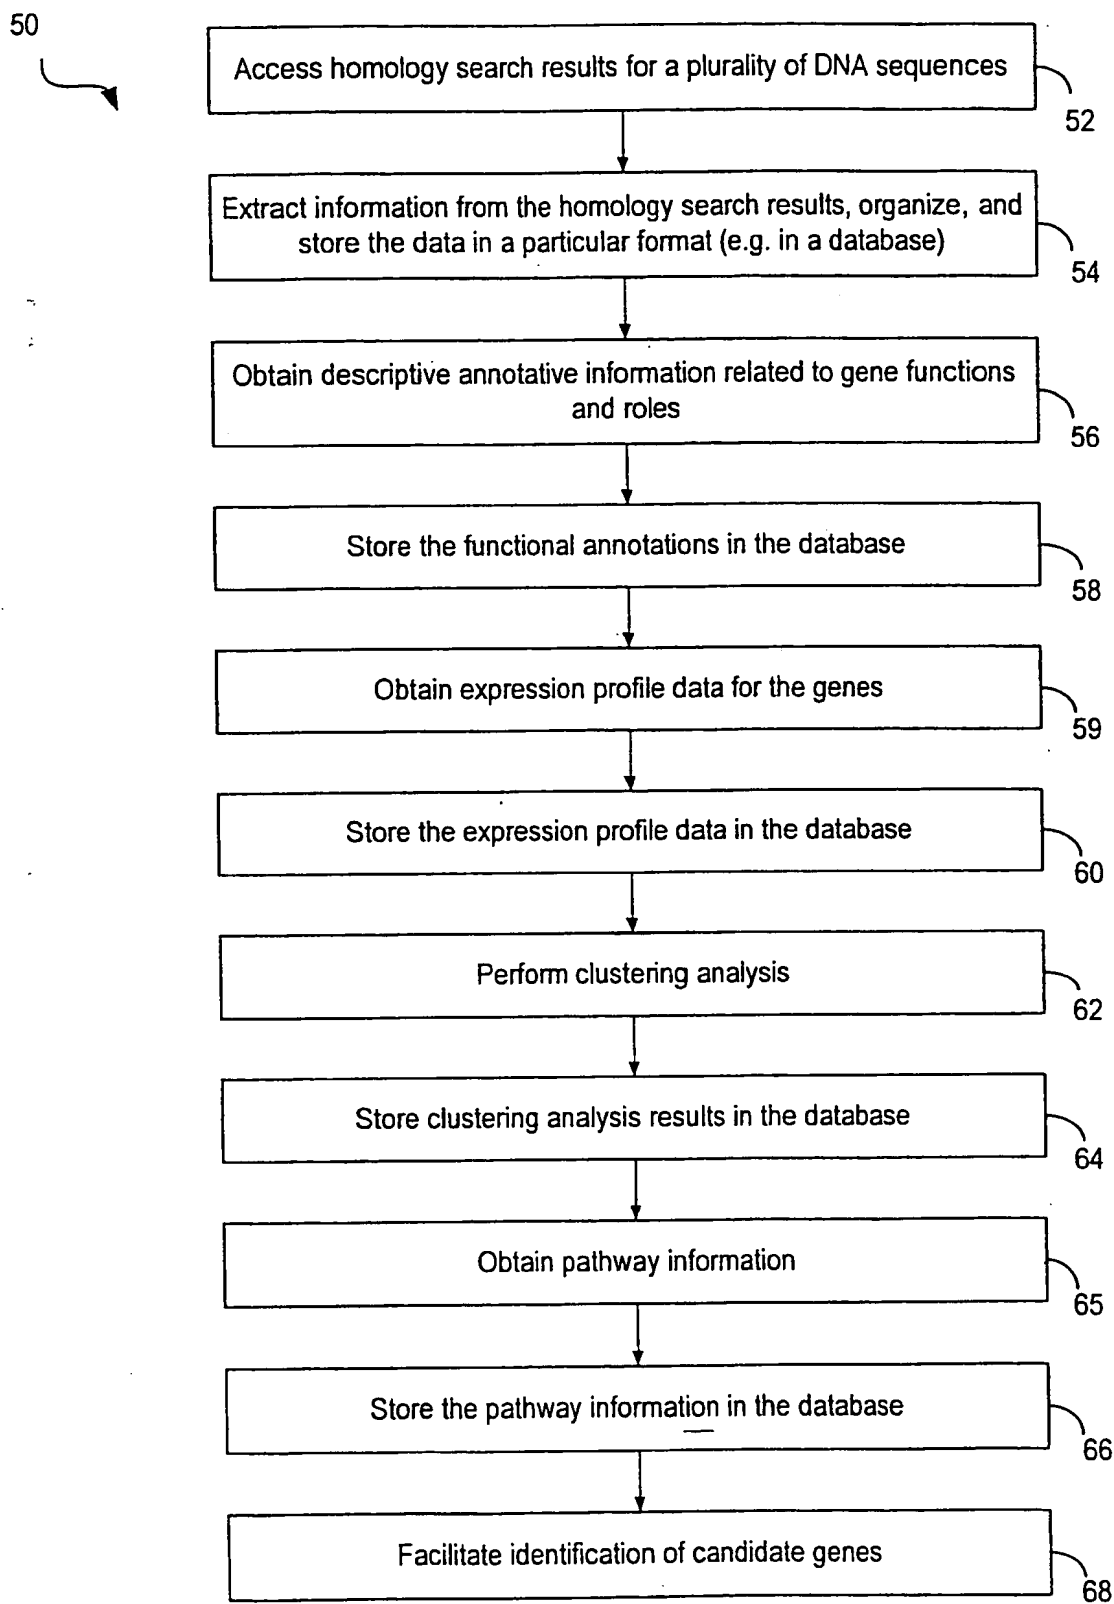 50
Access homology search results for a plurality of DNA sequences
52
Extract information from the homology search results, organize, and
store the data in a particular format (e.g. in a database)
54
Obtain descriptive annotative information related to gene functions
and roles
56
Store the functional annotations in the database
58
Obtain expression profile data for the genes
59
Store the expression profile data in the database
60
Perform clustering analysis
62
Store clustering analysis results in the database
64
Obtain pathway information
65
Store the pathway information in the database
66
Facilitate identification of candidate genes
68